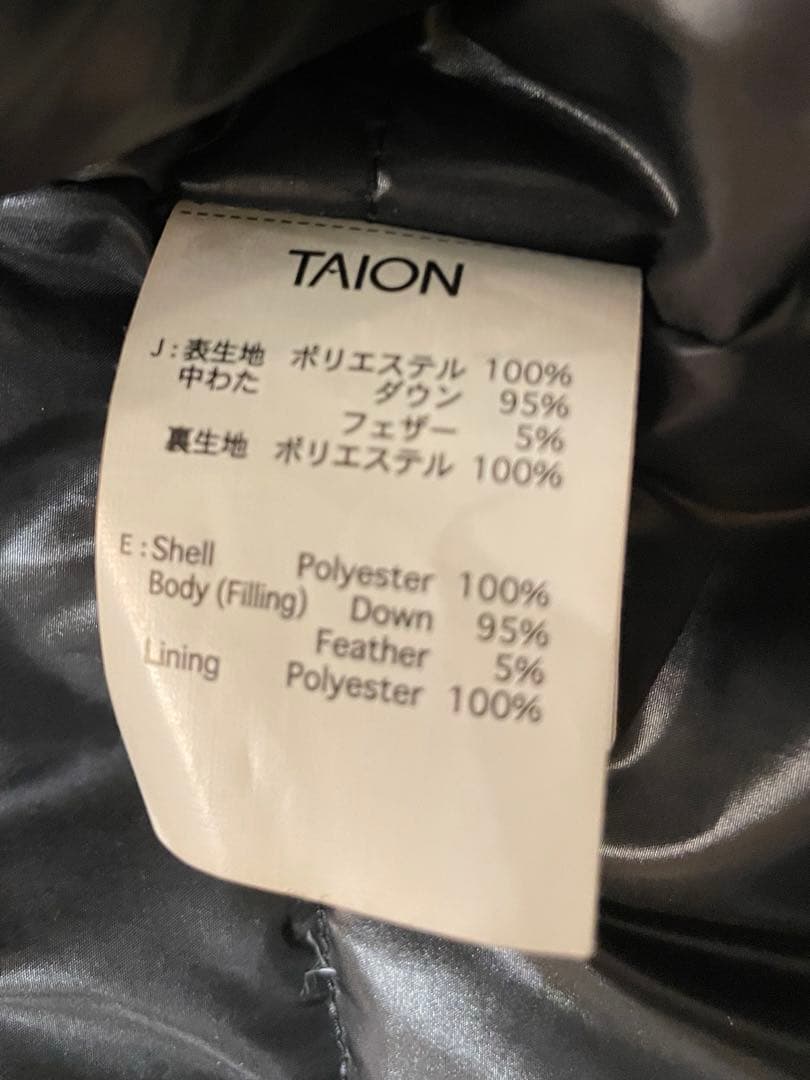 TAION
J:表生地 ポリエステル 100%
中わた ダウン 95%
フェザー 5%
裏生地 ポリエステル 100%
E:Shell Polyester 100%
Body (Filling) Down 95%
Feather 5%
Lining Polyester 100%